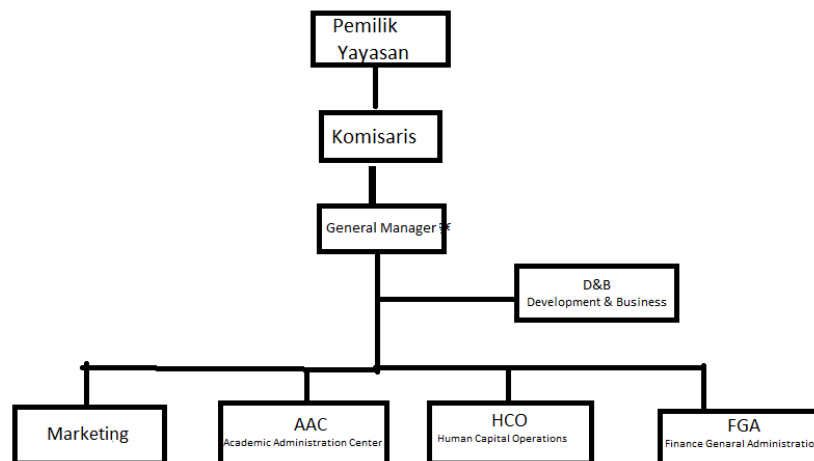 Pemilik
Yayasan
Komisaris
General Manager
D&B
Development & Business
Marketing
AAC
Academic Administration Center
HCO
Human Capital Operations
FGA
Finance Genaral Administration